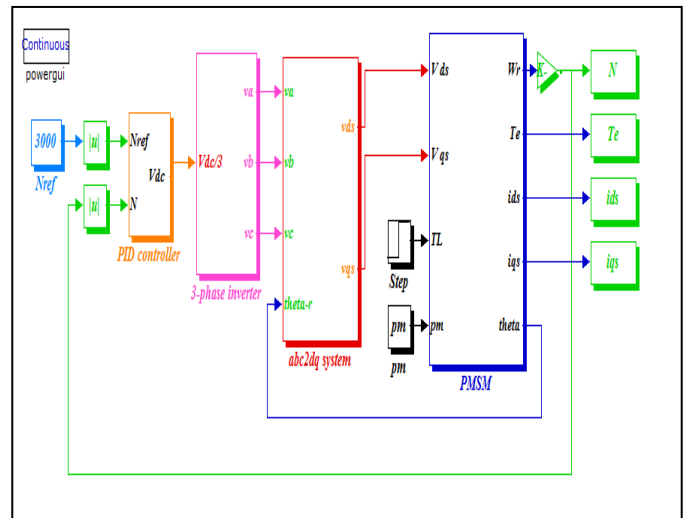 Continuous
powergui
3000
Nref
|u|
|u|
Nref
Vdc
N
PID controller
Vdc/3
va
vb
vc
3-phase inverter
va
vb
vc
theta-r
vds
vqs
abc2dq system
Step
pm
pm
Vds
Vqs
TL
pm
Wr
Te
ids
iqs
theta
PMSM
K-
N
Te
ids
iqs